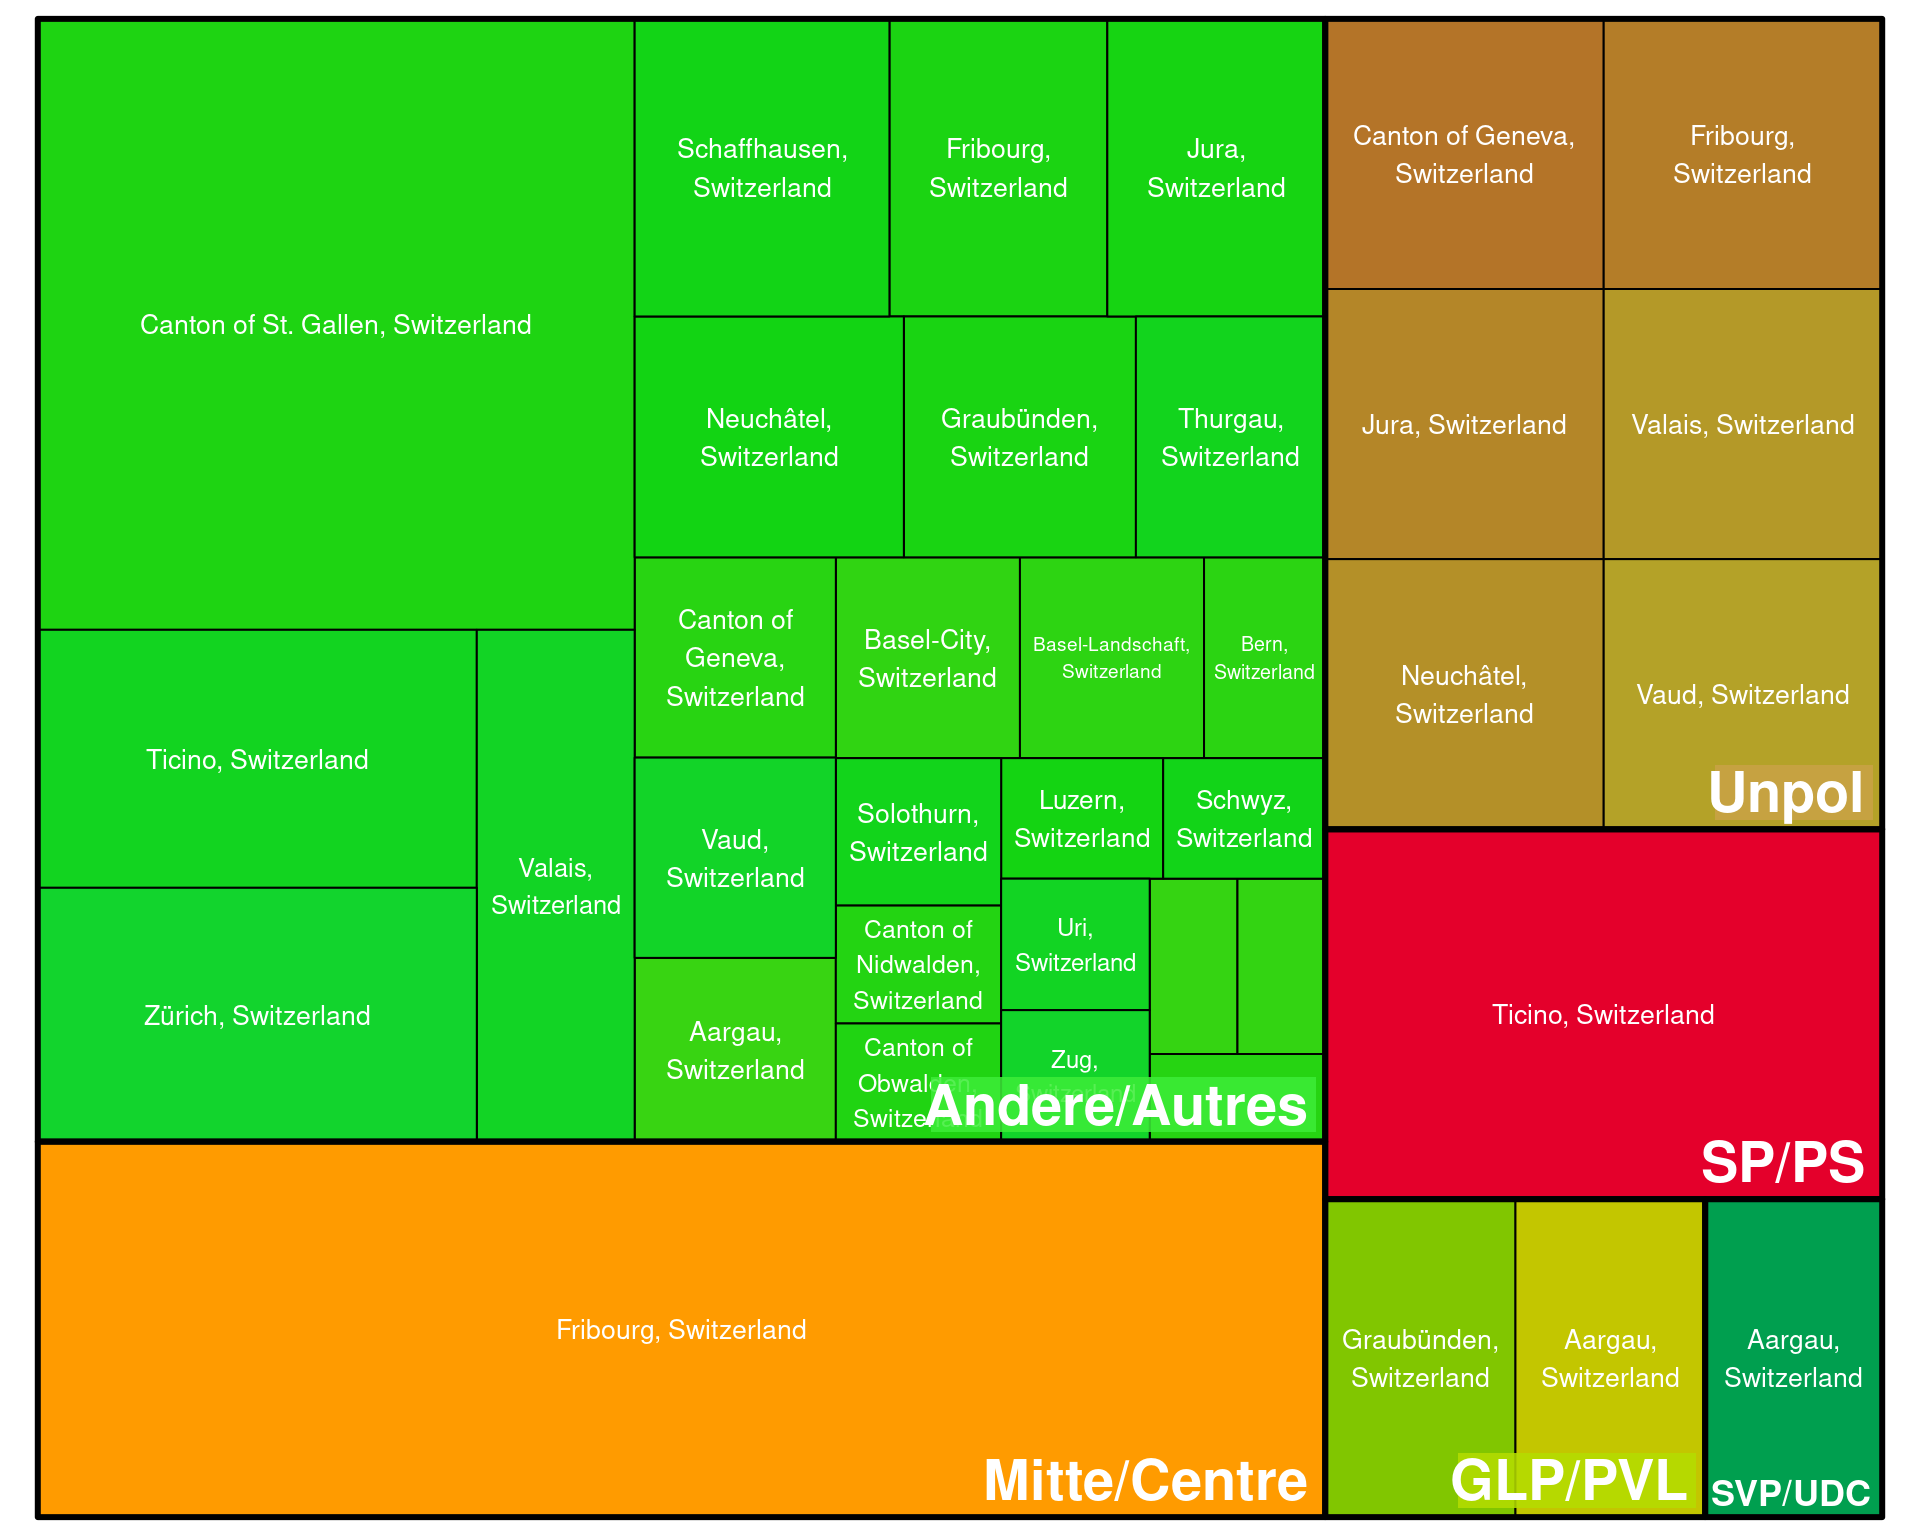 Canton of St. Gallen, Switzerland
Schaffhausen,
Switzerland
Fribourg,
Switzerland
Jura,
Switzerland
Neuchâtel,
Switzerland
Graubünden,
Switzerland
Thurgau,
Switzerland
Ticino, Switzerland
Zürich, Switzerland
Valais,
Switzerland
Canton of
Geneva,
Switzerland
Basel-City,
Switzerland
Basel-Landschaft,
Switzerland
Bern,
Switzerland
Vaud,
Switzerland
Aargau,
Switzerland
Solothurn,
Switzerland
Luzern,
Switzerland
Schwyz,
Switzerland
Canton of
Nidwalden,
Switzerland
Canton of
Obwalden,
Switzerland
Uri,
Switzerland
Zug,
Switzerland
Andere/Autres
Fribourg, Switzerland
Mitte/Centre
Canton of Geneva,
Switzerland
Fribourg,
Switzerland
Jura, Switzerland
Valais, Switzerland
Neuchâtel,
Switzerland
Vaud, Switzerland
Unpol
Ticino, Switzerland
SP/PS
Graubünden,
Switzerland
Aargau,
Switzerland
GLP/PVL
Aargau,
Switzerland
SVP/UDC